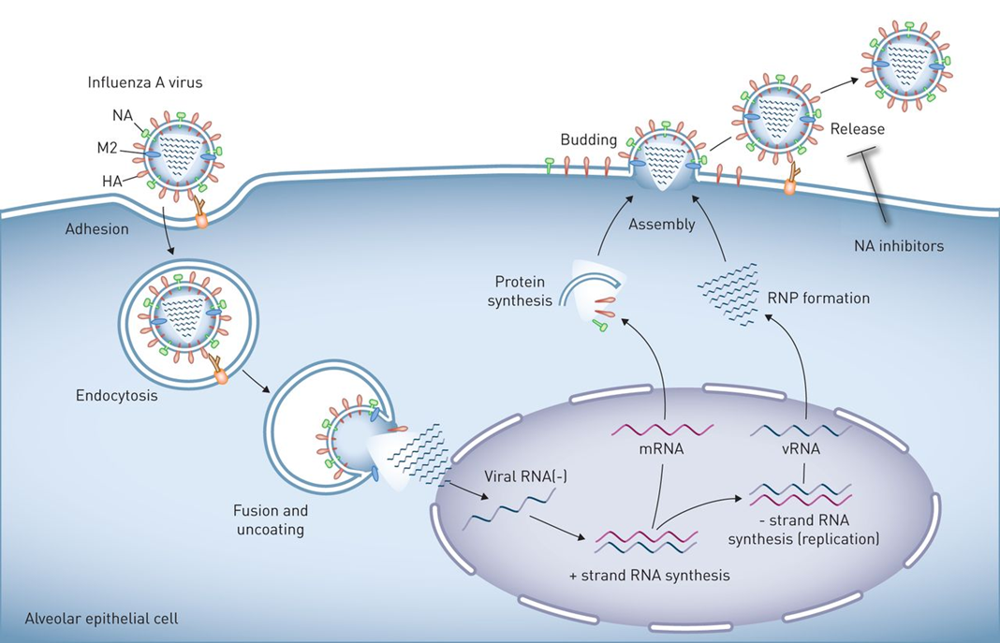 Influenza A virus
NA
M2
HA
Adhesion
Endocytosis
Fusion and
uncoating
Viral RNA(-)
+ strand RNA synthesis
mRNA
vRNA
- strand RNA
synthesis (replication)
Protein
synthesis
RNP formation
Assembly
Budding
Release
NA inhibitors
Alveolar epithelial cell